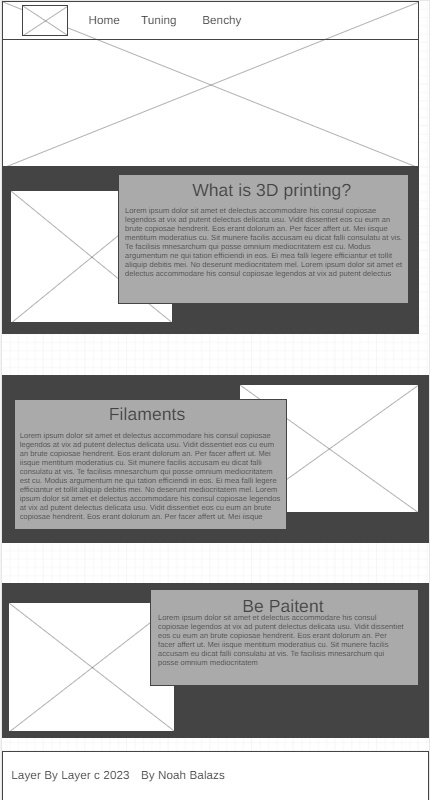 Home Tuning Benchy
What is 3D printing?
Lorem ipsum dolor sit amet et delectus accommodare his consul copiosae
legendos at vix ad putent delectus delicata usu. Vidit dissentiet eos cu eum an
brute copiosae hendrerit. Eos erant dolorum an. Per facer affert ut. Mei iisque
mentitum moderatius cu. Sit munere facilis accusam eu dicat falli consulatu at vis.
Te facilisis mnesarchum qui posse omnium mediocritatem cu. Modus
argumentum ne qui tation efficiendi in eos. Ei mea falli legere efficiantur et tollit
aliquip debitis mei. No deserunt mediocritatem mel. Lorem ipsum dolor sit amet et
delectus accommodare his consul copiosae legendos at vix ad putent delectus
Filaments
Lorem ipsum dolor sit amet et delectus accommodare his consul copiosae
legendos at vix ad putent delectus delicata usu. Vidit dissentiet eos cu eum
an brute copiosae hendrerit. Eos erant dolorum an. Per facer affert ut. Mei
iisque mentitum moderatius cu. Sit munere facilis accusam eu dicat falli
consulatu at vis. Te facilisis mnesarchum qui posse omnium mediocritatem
est cu. Modus argumentum ne qui tation efficiendi in eos. Ei mea falli legere
efficiantur et tollit aliquip debitis mei. No deserunt mediocritatem mel. Lorem
ipsum dolor sit amet et delectus accommodare his consul copiosae legendos at
vix ad putent delectus delicata usu. Vidit dissentiet eos cu eum an brute copiosae
hendrerit. Eos erant dolorum an. Per facer affert ut. Mei iisque
Be Paitent
Lorem ipsum dolor sit amet et delectus accommodare his consul
copiosae legendos at vix ad putent delectus delicata usu. Vidit dissentiet
eos cu eum an brute copiosae hendrerit. Eos erant dolorum an. Per
facer affert ut. Mei iisque mentitum moderatius cu. Sit munere facilis
accusam eu dicat falli consulatu at vis. Te facilisis mnesarchum qui
posse omnium mediocritatem
Layer By Layer c 2023 By Noah Balazs